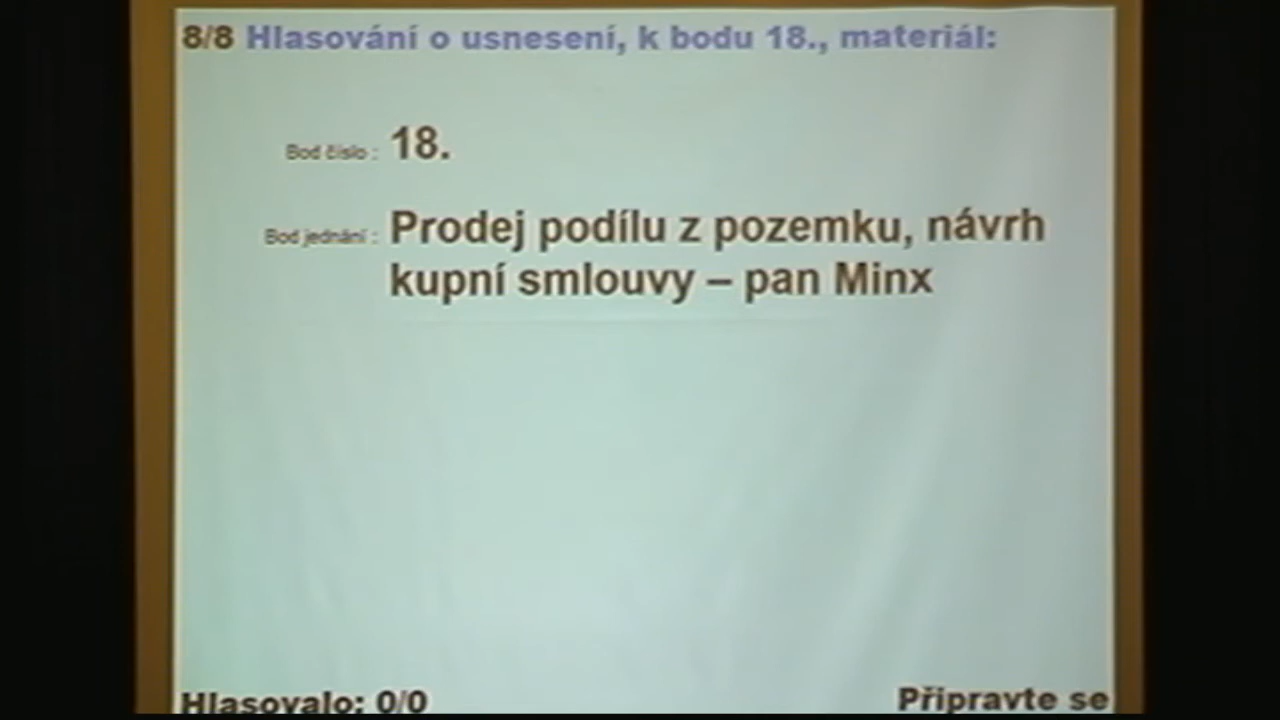 8/8 Hlasování o usnesení, k bodu 18., materiál:
Bod číslo : 18.
Bod jednání : Prodej podílu z pozemku, návrh
kupní smlouvy – pan Minx
Hlasovalo: 0/0 Připravte se